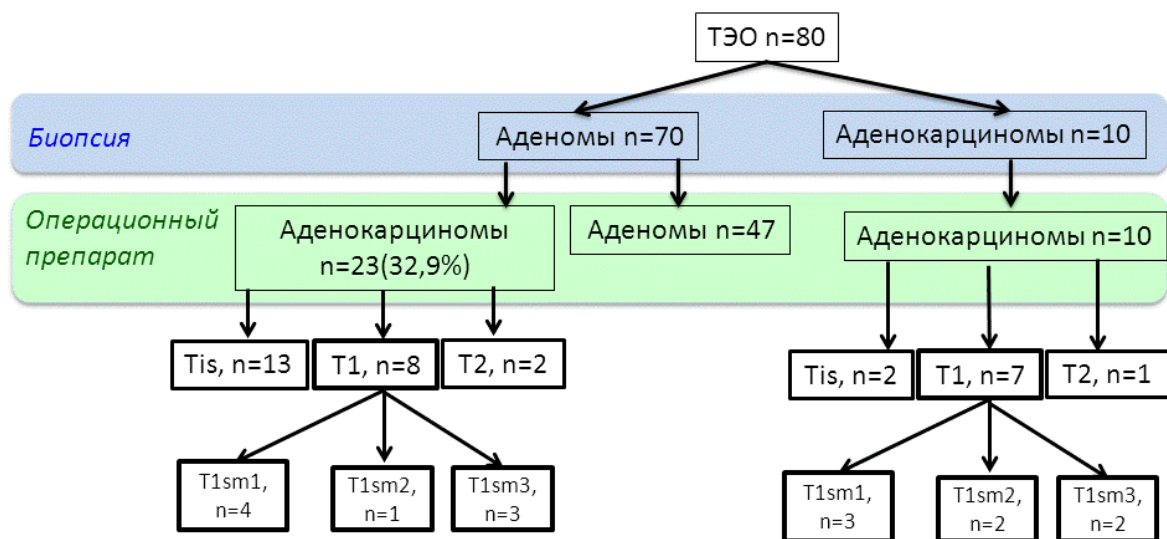 ТЭО n=80
Биопсия
Аденомы n=70
Аденокарциномы n=10
Операционный
препарат
Аденокарциномы
n=23(32,9%)
Аденомы n=47
Аденокарциномы n=10
Tis, n=13
T1, n=8
T2, n=2
Tis, n=2
T1, n=7
T2, n=1
T1sm1,
n=4
T1sm2,
n=1
T1sm3,
n=3
T1sm1,
n=3
T1sm2,
n=2
T1sm3,
n=2